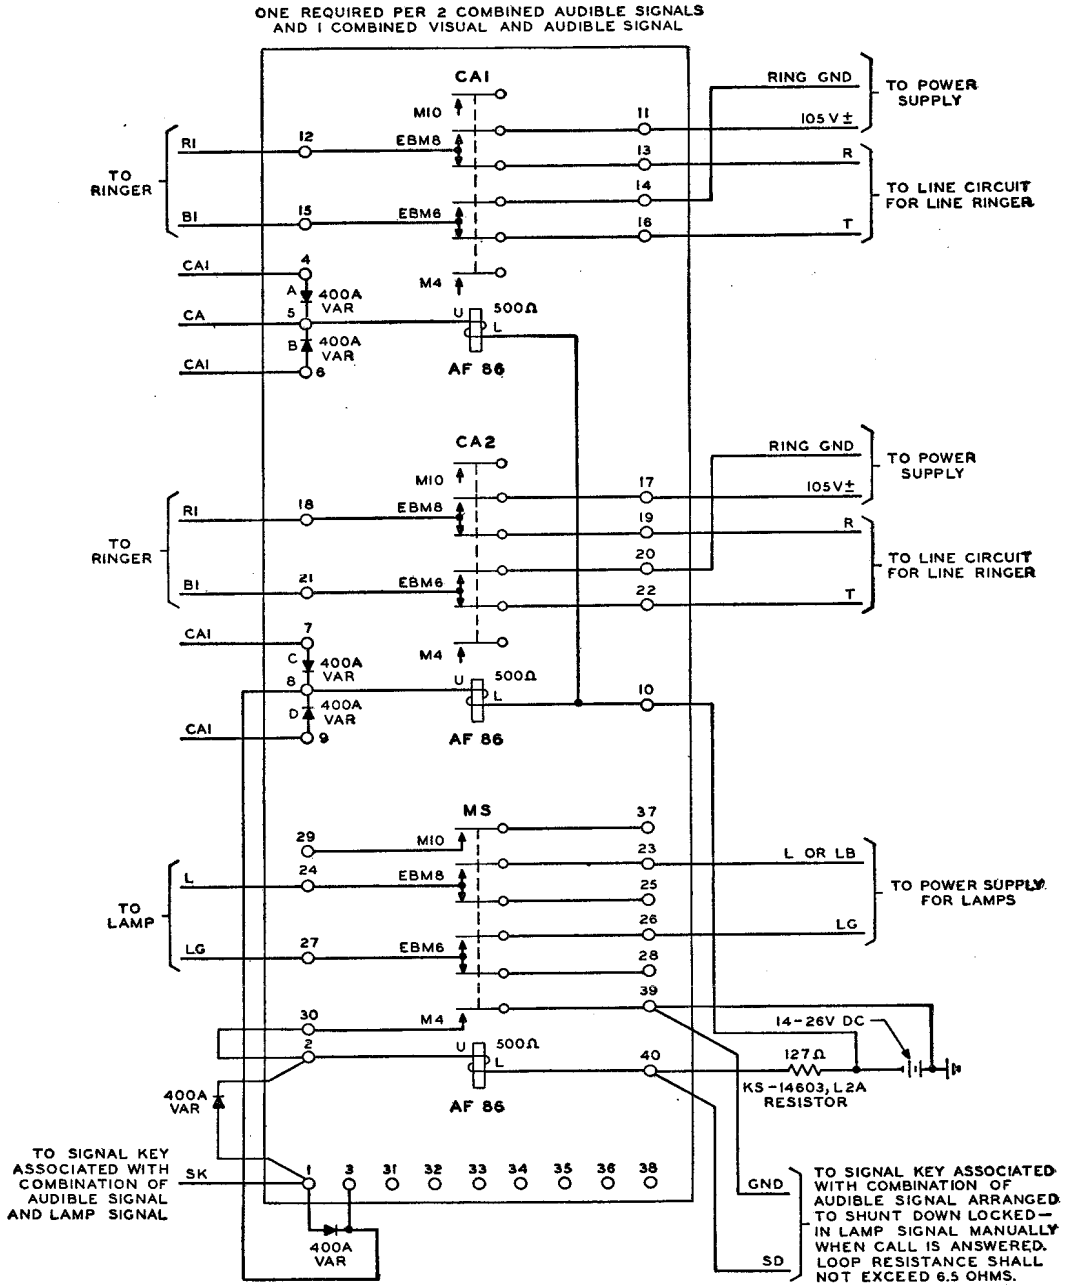 ONE REQUIRED PER 2 COMBINED AUDIBLE SIGNALS
AND 1 COMBINED VISUAL AND AUDIBLE SIGNAL
CA1
M10
EBM8
EBM6
M4
R1
12
TO
RINGER
B1
15
11
13
14
16
RING GND
105V±
TO POWER
SUPPLY
R
T
TO LINE CIRCUIT
FOR LINE RINGER
CA1
4
A
400A
VAR
CA
5
B
400A
VAR
CA1
6
U
500Ω
L
AF 86
CA2
M10
EBM8
EBM6
M4
R1
18
TO
RINGER
B1
21
17
19
20
22
RING GND
105V±
TO POWER
SUPPLY
R
T
TO LINE CIRCUIT
FOR LINE RINGER
CA1
7
C
400A
VAR
8
D
400A
VAR
CA1
9
U
500Ω
L
AF 86
10
MS
29
M10
24
EBM8
L
TO
LAMP
LG
27
EBM6
30
M4
2
37
23
25
26
28
39
40
L OR LB
LG
TO POWER SUPPLY
FOR LAMPS
U
500Ω
L
AF 86
14-26V DC
127Ω
KS-14603, L2A
RESISTOR
400A
VAR
TO SIGNAL KEY
ASSOCIATED WITH
COMBINATION OF
AUDIBLE SIGNAL
AND LAMP SIGNAL
SK
1 3 31 32 33 34 35 36 38
400A
VAR
GND
SD
TO SIGNAL KEY ASSOCIATED
WITH COMBINATION OF
AUDIBLE SIGNAL ARRANGED
TO SHUNT DOWN LOCKED-
IN LAMP SIGNAL MANUALLY
WHEN CALL IS ANSWERED.
LOOP RESISTANCE SHALL
NOT EXCEED 6.5 OHMS.